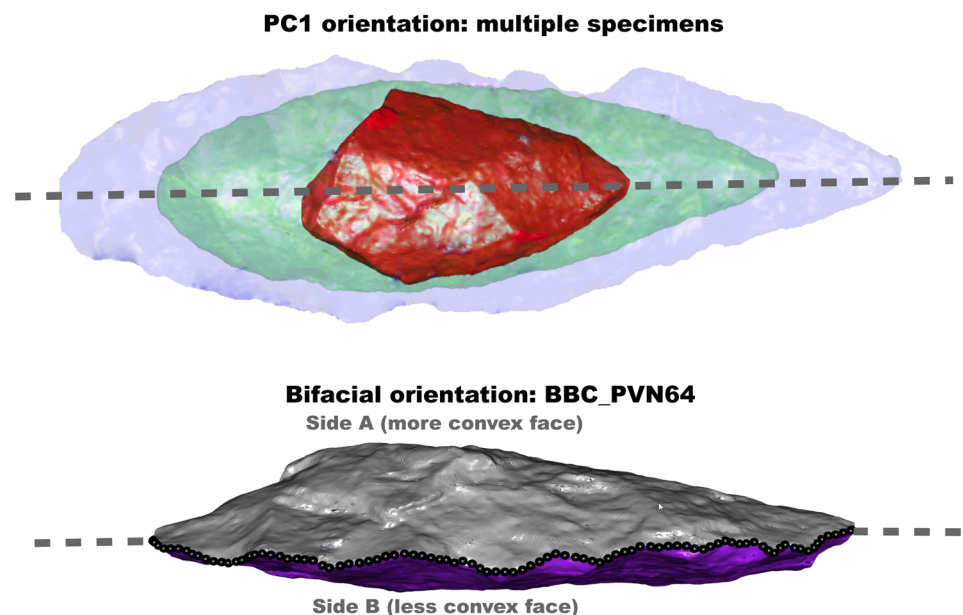 PC1 orientation: multiple specimens
Bifacial orientation: BBC_PVN64
Side A (more convex face)
Side B (less convex face)